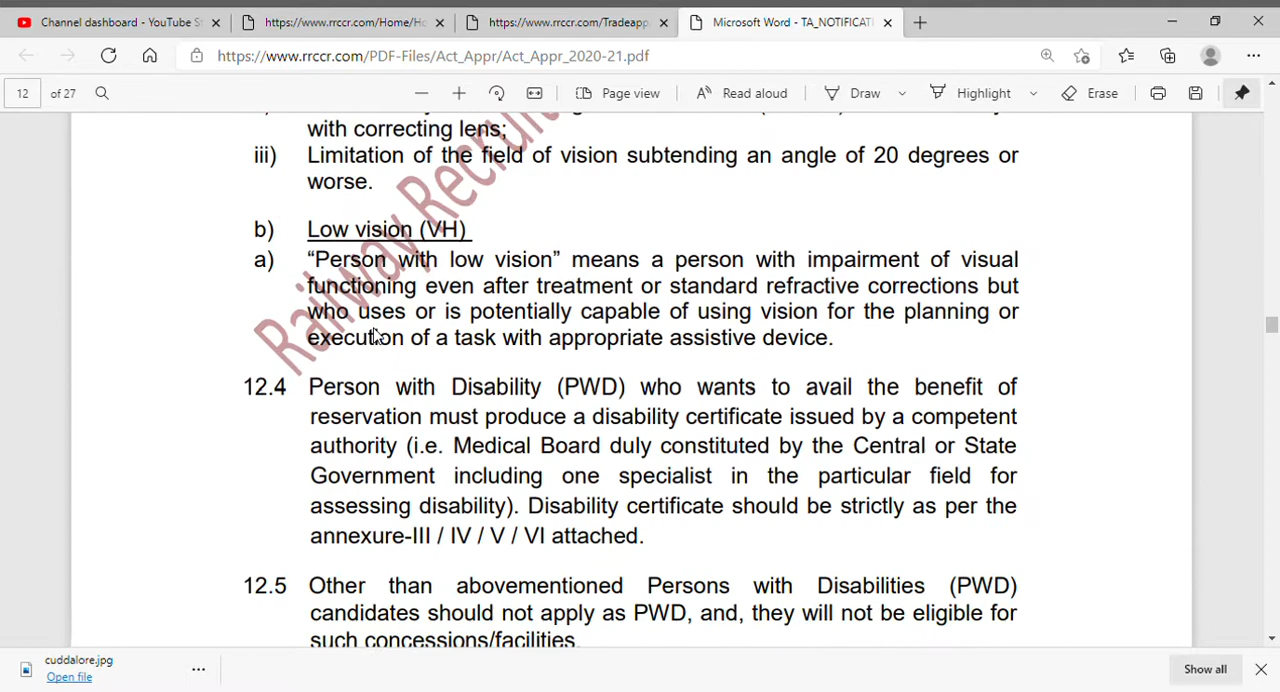 Channel dashboard - YouTube St
https://www.rrccr.com/Home/Ho
https://www.rrccr.com/Tradeapp
Microsoft Word - TA_NOTIFICATI
https://www.rrccr.com/PDF-Files/Act_Appr/Act_Appr_2020-21.pdf
12 of 27
Page view
Read aloud
Draw
Highlight
Erase
with correcting lens;
iii) Limitation of the field of vision subtending an angle of 20 degrees or
worse.
b) Low vision (VH)
a) “Person with low vision” means a person with impairment of visual
functioning even after treatment or standard refractive corrections but
who uses or is potentially capable of using vision for the planning or
execution of a task with appropriate assistive device.
12.4 Person with Disability (PWD) who wants to avail the benefit of
reservation must produce a disability certificate issued by a competent
authority (i.e. Medical Board duly constituted by the Central or State
Government including one specialist in the particular field for
assessing disability). Disability certificate should be strictly as per the
annexure-III / IV / V / VI attached.
12.5 Other than abovementioned Persons with Disabilities (PWD)
candidates should not apply as PWD, and, they will not be eligible for
such concessions/facilities.
Railway Recruit
cuddalore.jpg
Open file
Show all